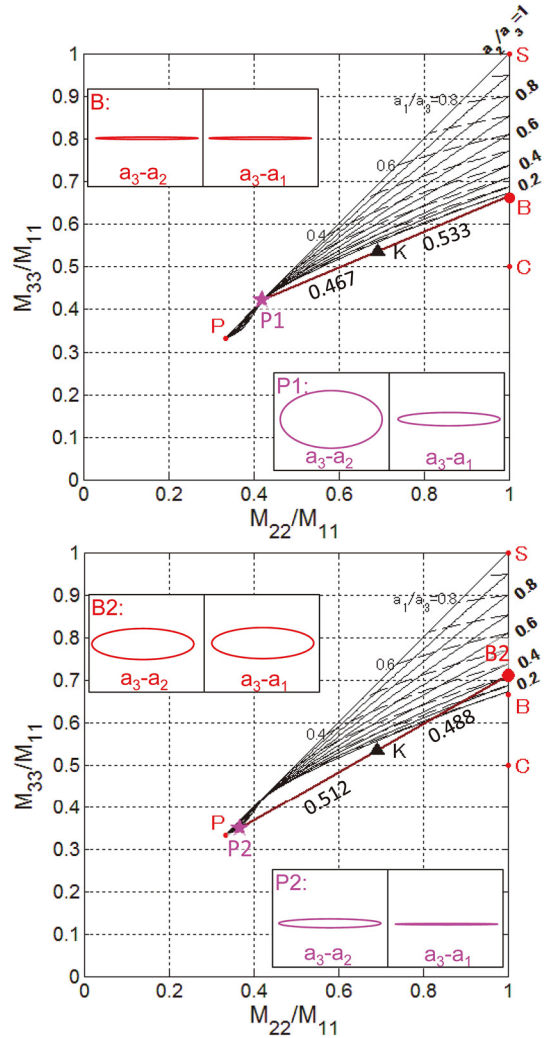 a₂/a₃=1
1
S
0.9
a₁/a₃=0.8.
0.8
B:
0.8
0.6
0.6
0.7
a₃-a₂
a₃-a₁
0.4
0.2
0.6
0.4
B
M₃₃/M₁₁
0.533
K
0.5
C
0.467
0.4
P
P1
0.3
P1:
0.2
0.1
a₃-a₂
a₃-a₁
0
0
0.2
0.4
0.6
0.8
1
M₂₂/M₁₁
1
S
0.9
a₁/a₃=0.8.
0.8
B2:
0.8
0.6
0.6
B2
0.7
a₃-a₂
a₃-a₁
0.4
0.2
0.6
0.4
B
M₃₃/M₁₁
0.488
K
0.5
C
0.512
0.4
P
P2
0.3
P2:
0.2
0.1
a₃-a₂
a₃-a₁
0
0
0.2
0.4
0.6
0.8
1
M₂₂/M₁₁